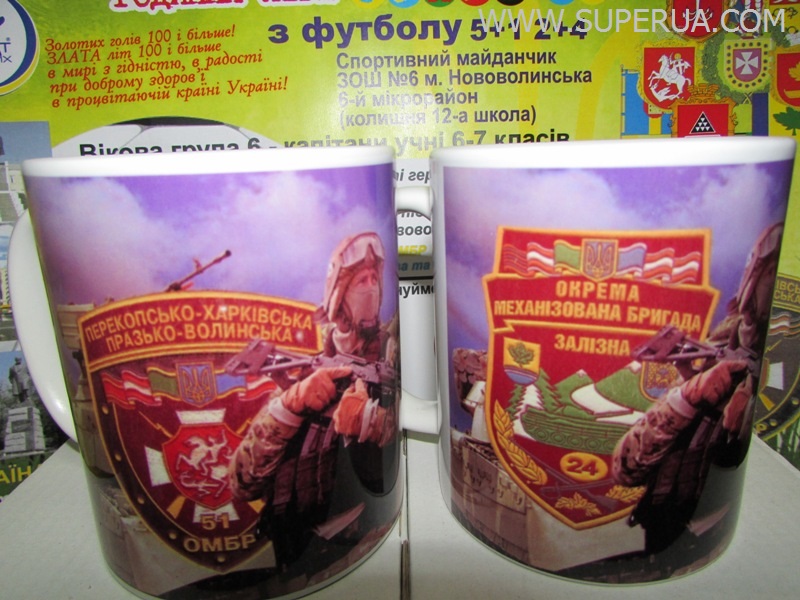 WWW.SUPERUA.COM
з футболу 5+1 2+4
Золотих голів 100 і більше!
ЗЛАТА літ 100 і більше
в мирі з гідністю, в радості
при доброму здоров'ї
в процвітаючій країні Україні!
Спортивний майданчик
ЗОШ №6 м. Нововолинська
6-й мікрорайон
(колишня 12-а школа)
Вікова група 6 - капітани учні 6-7 класів
ПЕРЕКОПСЬКО-ХАРКІВСЬКА
ПРАЗЬКО-ВОЛИНСЬКА
51
ОМБР
ОКРЕМА
МЕХАНІЗОВАНА БРИГАДА
ЗАЛІЗНА
24